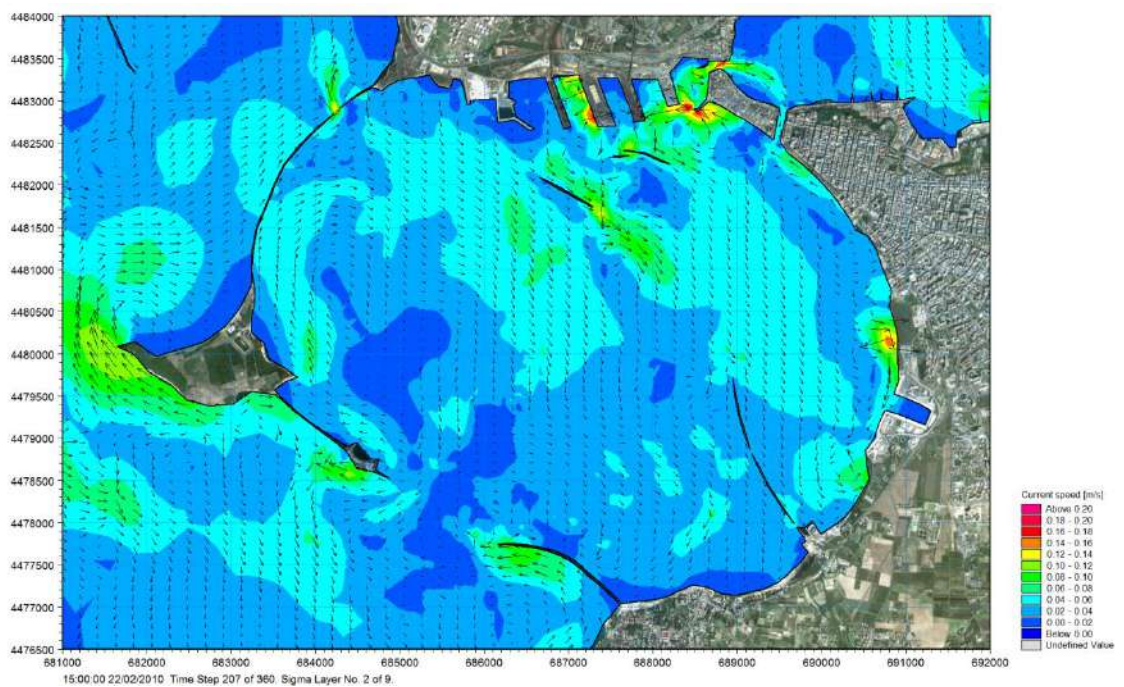 4484000
4483500
4483000
4482500
4482000
4481500
4481000
4480500
4480000
4479500
4479000
4478500
4478000
4477500
4477000
4476500
681000 682000 683000 684000 685000 686000 687000 688000 689000 690000 691000 692000
15:00:00 22/02/2010 Time Step 207 of 360. Sigma Layer No. 2 of 9.
Current speed [m/s]
Above 0.20
0.18 - 0.20
0.16 - 0.18
0.14 - 0.16
0.12 - 0.14
0.10 - 0.12
0.08 - 0.10
0.06 - 0.08
0.04 - 0.06
0.02 - 0.04
0.00 - 0.02
Below 0.00
Undefined Value